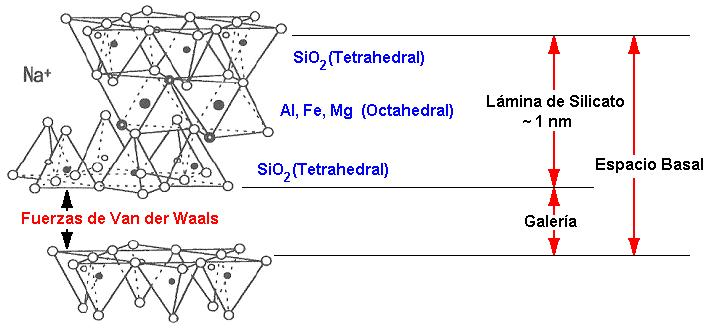 SiO2 (Tetrahedral)
Na+
Al, Fe, Mg (Octahedral)
Lámina de Silicato
~ 1 nm
Espacio Basal
SiO2 (Tetrahedral)
Fuerzas de Van der Waals
Galería